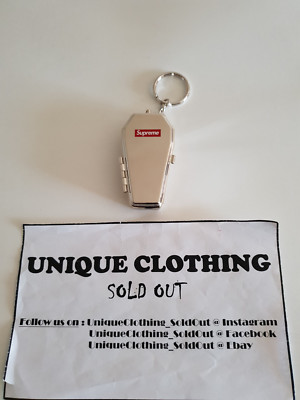 Supreme
UNIQUE CLOTHING
SOLD OUT
Follow us on : UniqueClothing_SoldOut @ Instagram
UniqueClothing_SoldOut @ Facebook
UniqueClothing_SoldOut @ Ebay